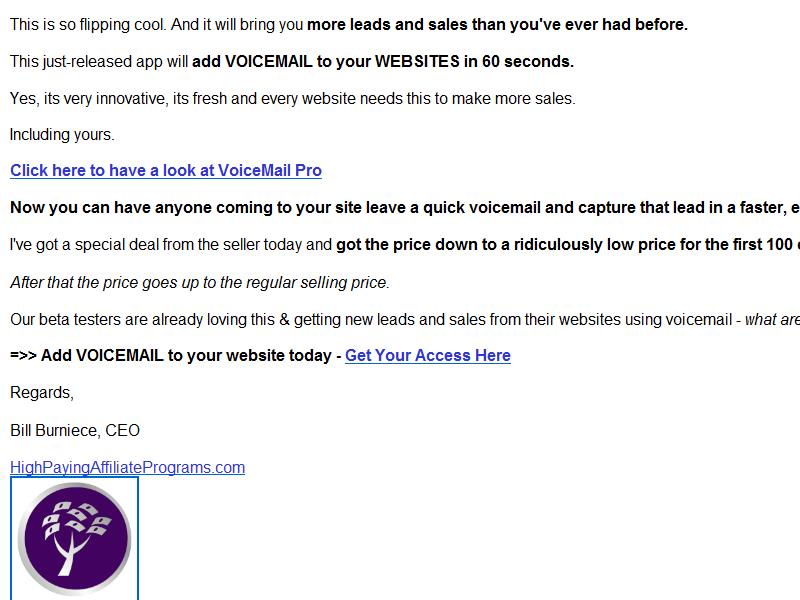 This is so flipping cool. And it will bring you more leads and sales than you've ever had before.
This just-released app will add VOICEMAIL to your WEBSITES in 60 seconds.
Yes, its very innovative, its fresh and every website needs this to make more sales.
Including yours.
Click here to have a look at VoiceMail Pro
Now you can have anyone coming to your site leave a quick voicemail and capture that lead in a faster,
I've got a special deal from the seller today and got the price down to a ridiculously low price for the first 100
After that the price goes up to the regular selling price.
Our beta testers are already loving this & getting new leads and sales from their websites using voicemail - what are
=>> Add VOICEMAIL to your website today - Get Your Access Here
Regards,
Bill Burniece, CEO
HighPayingAffiliatePrograms.com